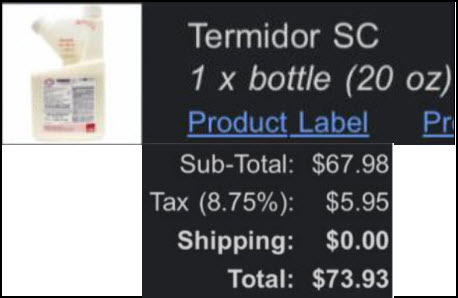 Termidor SC
1 x bottle (20 oz)
Product Label
Sub-Total: $67.98
Tax (8.75%): $5.95
Shipping: $0.00
Total: $73.93